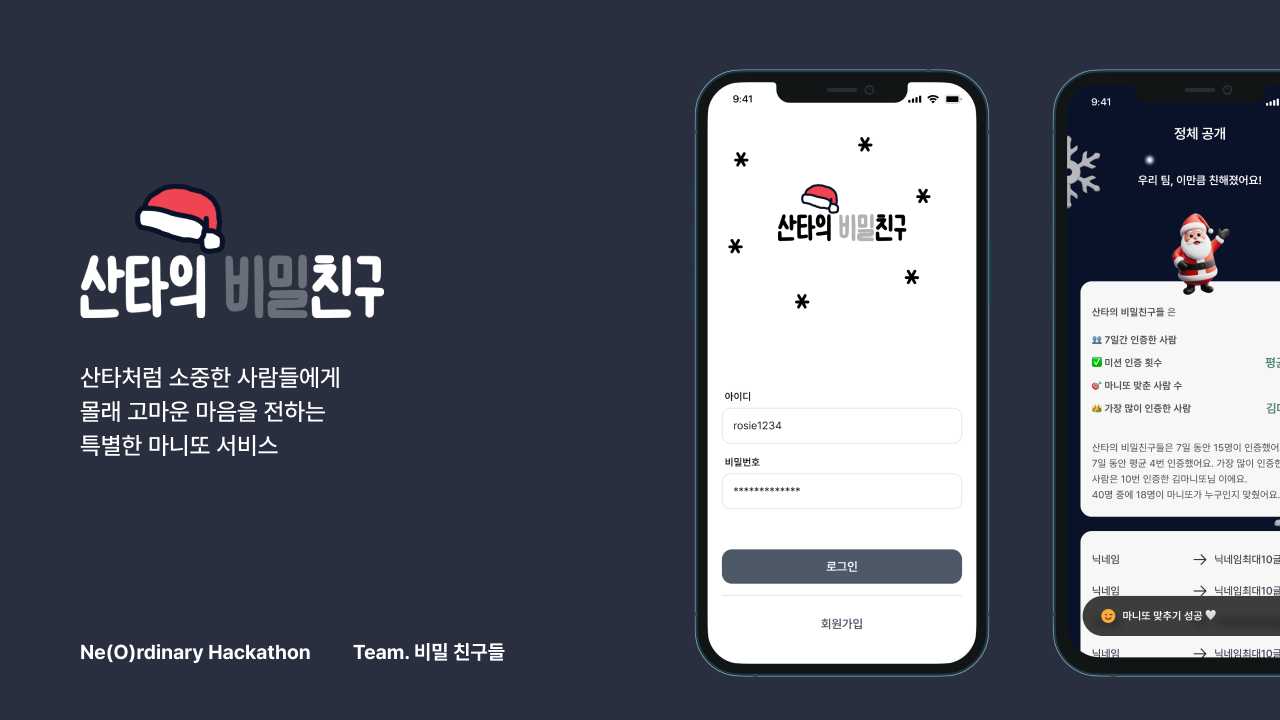 산타의 비밀친구
산타처럼 소중한 사람들에게
몰래 고마운 마음을 전하는
특별한 마니또 서비스
Ne(O)rdinary Hackathon
Team. 비밀 친구들
9:41
산타의 비밀친구
아이디
rosie1234
비밀번호
*************
로그인
회원가입
9:41
정체 공개
우리 팀, 이만큼 친해졌어요!
산타의 비밀친구들 은
👥 7일간 인증한 사람
✅ 미션 인증 횟수
평균
🎯 마니또 맞춘 사람 수
👑 가장 많이 인증한 사람
산타의 비밀친구들은 7일 동안 15명이 인증했어
7일 동안 평균 4번 인증했어요. 가장 많이 인증한
사람은 10번 인증한 김마니또님 이에요.
40명 중에 18명이 마니또가 누구인지 맞췄어요.
닉네임 → 닉네임최대10글
닉네임 → 닉네임최대10글
😊 마니또 맞추기 성공 🤍
닉네임 → 닉네임최대10글